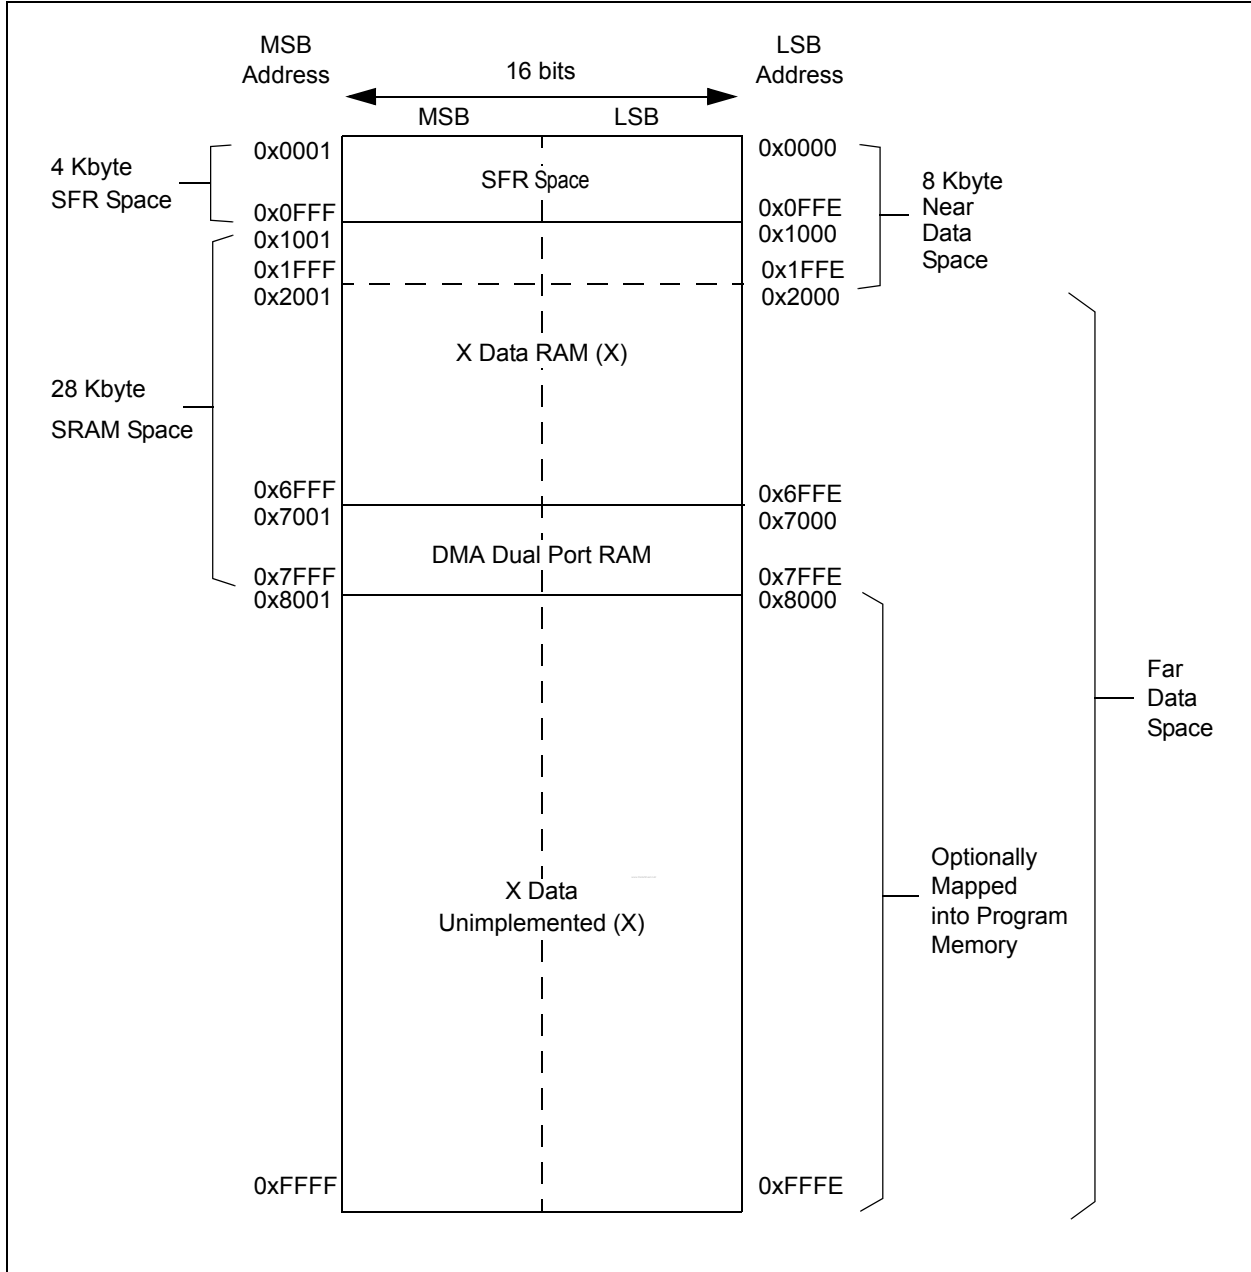 MSB
Address
16 bits
LSB
Address
MSB
LSB
4 Kbyte
SFR Space
0x0001
0x0FFF
0x1001
0x1FFF
0x2001
SFR Space
0x0000
0x0FFE
0x1000
0x1FFE
0x2000
8 Kbyte
Near
Data
Space
28 Kbyte
SRAM Space
X Data RAM (X)
0x6FFF
0x7001
0x6FFE
0x7000
DMA Dual Port RAM
0x7FFF
0x8001
0x7FFE
0x8000
Far
Data
Space
X Data
Unimplemented (X)
Optionally
Mapped
into Program
Memory
0xFFFF
0xFFFE